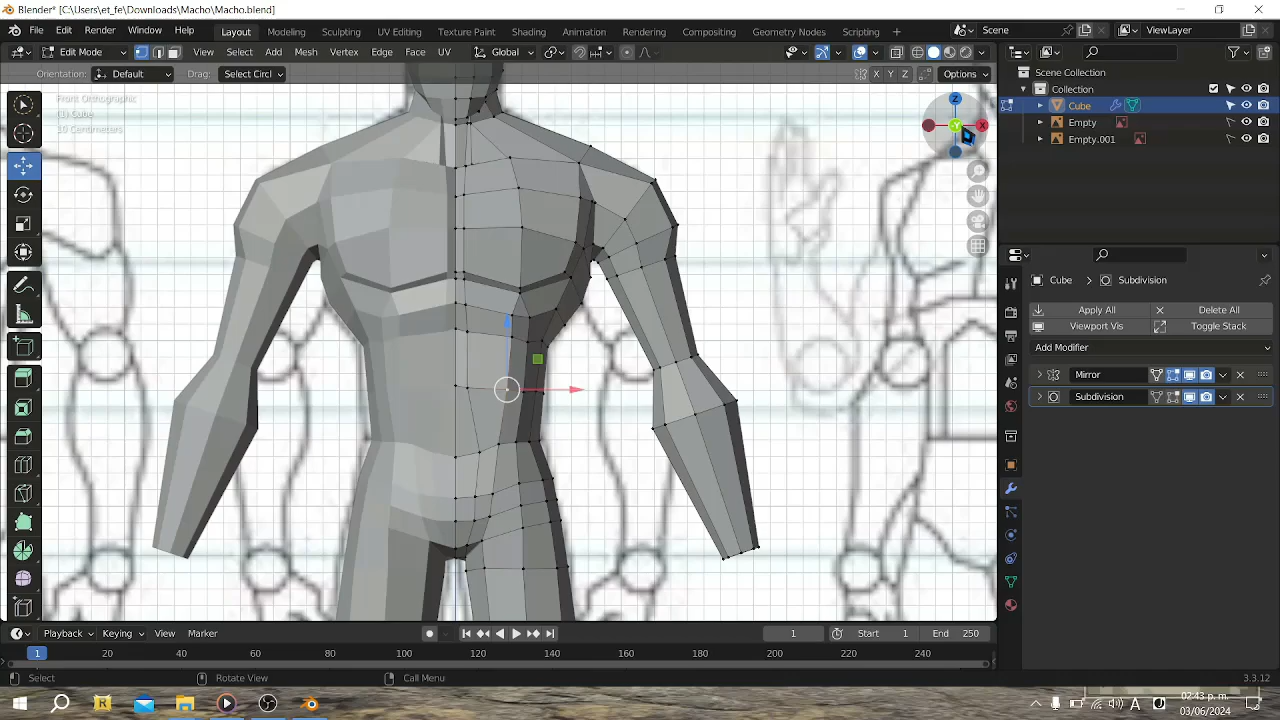 Blender* [C:\Users\et_fe\Downloads\Macho\Macho.blend]
File Edit Render Window Help Layout Modeling Sculpting UV Editing Texture Paint Shading Animation Rendering Compositing Geometry Nodes Scripting + Scene ViewLayer
Edit Mode View Select Add Mesh Vertex Edge Face UV Global
Orientation: Default Drag: Select Circl X Y Z Options
Front Orthographic
(1) Cube
10 Centimeters
Z
-Y
X
Scene Collection
Collection
Cube
Empty
Empty.001
Cube > Subdivision
Apply All Delete All
Viewport Vis Toggle Stack
Add Modifier
Mirror
Subdivision
Playback Keying View Marker 1 Start 1 End 250
1 20 40 60 80 100 120 140 160 180 200 220 240
Select Rotate View Call Menu 3.3.12
02:43 p. m.
03/06/2024